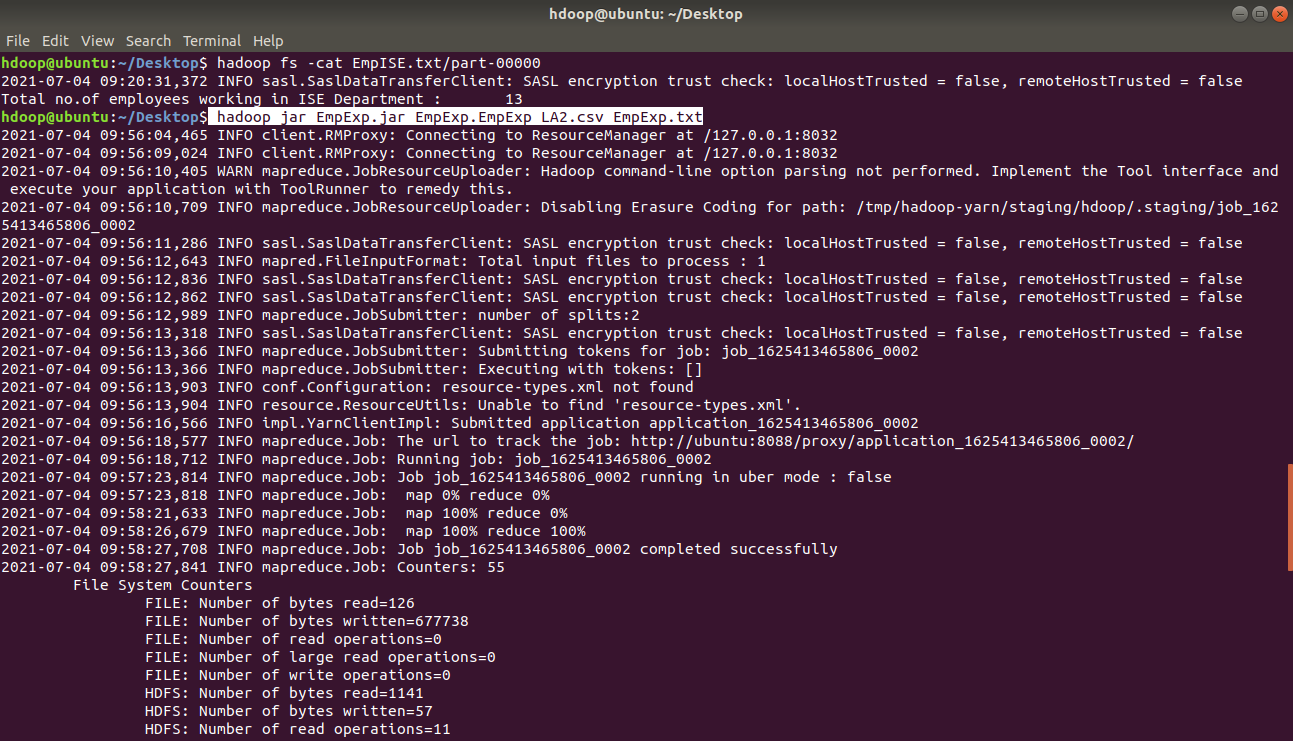 hdoop@ubuntu: ~/Desktop
File Edit View Search Terminal Help
hdoop@ubuntu:~/Desktop$ hadoop fs -cat EmpISE.txt/part-00000
2021-07-04 09:20:31,372 INFO sasl.SaslDataTransferClient: SASL encryption trust check: localHostTrusted = false, remoteHostTrusted = false
Total no.of employees working in ISE Department :       13
hdoop@ubuntu:~/Desktop$ hadoop jar EmpExp.jar EmpExp.EmpExp LA2.csv EmpExp.txt
2021-07-04 09:56:04,465 INFO client.RMProxy: Connecting to ResourceManager at /127.0.0.1:8032
2021-07-04 09:56:09,024 INFO client.RMProxy: Connecting to ResourceManager at /127.0.0.1:8032
2021-07-04 09:56:10,405 WARN mapreduce.JobResourceUploader: Hadoop command-line option parsing not performed. Implement the Tool interface and
 execute your application with ToolRunner to remedy this.
2021-07-04 09:56:10,709 INFO mapreduce.JobResourceUploader: Disabling Erasure Coding for path: /tmp/hadoop-yarn/staging/hdoop/.staging/job_162
5413465806_0002
2021-07-04 09:56:11,286 INFO sasl.SaslDataTransferClient: SASL encryption trust check: localHostTrusted = false, remoteHostTrusted = false
2021-07-04 09:56:12,643 INFO mapred.FileInputFormat: Total input files to process : 1
2021-07-04 09:56:12,836 INFO sasl.SaslDataTransferClient: SASL encryption trust check: localHostTrusted = false, remoteHostTrusted = false
2021-07-04 09:56:12,862 INFO sasl.SaslDataTransferClient: SASL encryption trust check: localHostTrusted = false, remoteHostTrusted = false
2021-07-04 09:56:12,989 INFO mapreduce.JobSubmitter: number of splits:2
2021-07-04 09:56:13,318 INFO sasl.SaslDataTransferClient: SASL encryption trust check: localHostTrusted = false, remoteHostTrusted = false
2021-07-04 09:56:13,366 INFO mapreduce.JobSubmitter: Submitting tokens for job: job_1625413465806_0002
2021-07-04 09:56:13,366 INFO mapreduce.JobSubmitter: Executing with tokens: []
2021-07-04 09:56:13,903 INFO conf.Configuration: resource-types.xml not found
2021-07-04 09:56:13,904 INFO resource.ResourceUtils: Unable to find 'resource-types.xml'.
2021-07-04 09:56:16,566 INFO impl.YarnClientImpl: Submitted application application_1625413465806_0002
2021-07-04 09:56:18,577 INFO mapreduce.Job: The url to track the job: http://ubuntu:8088/proxy/application_1625413465806_0002/
2021-07-04 09:56:18,712 INFO mapreduce.Job: Running job: job_1625413465806_0002
2021-07-04 09:57:23,814 INFO mapreduce.Job: Job job_1625413465806_0002 running in uber mode : false
2021-07-04 09:57:23,818 INFO mapreduce.Job:  map 0% reduce 0%
2021-07-04 09:58:21,633 INFO mapreduce.Job:  map 100% reduce 0%
2021-07-04 09:58:26,679 INFO mapreduce.Job:  map 100% reduce 100%
2021-07-04 09:58:27,708 INFO mapreduce.Job: Job job_1625413465806_0002 completed successfully
2021-07-04 09:58:27,841 INFO mapreduce.Job: Counters: 55
        File System Counters
                FILE: Number of bytes read=126
                FILE: Number of bytes written=677738
                FILE: Number of read operations=0
                FILE: Number of large read operations=0
                FILE: Number of write operations=0
                HDFS: Number of bytes read=1141
                HDFS: Number of bytes written=57
                HDFS: Number of read operations=11